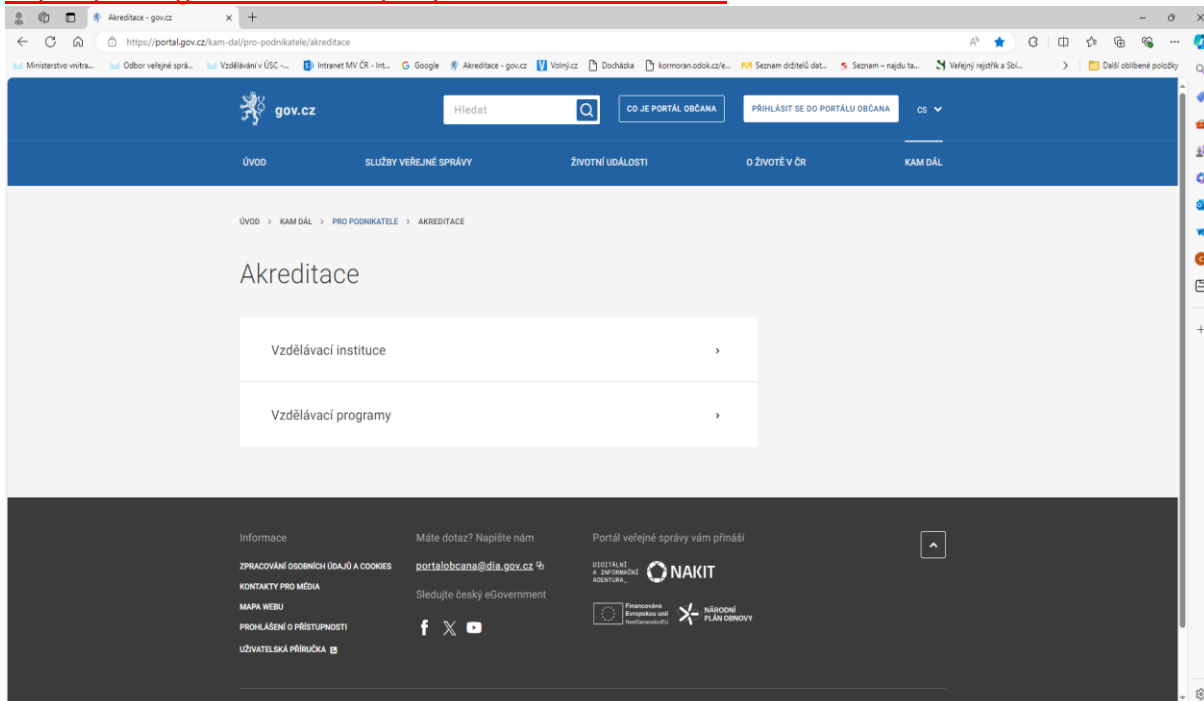 Akreditace - gov.cz
https://portal.gov.cz/kam-dal/pro-podnikatele/akreditace
Ministerstvo vnitra... Odbor veřejné sprá... Vzdělávání v ÚSC -... Intranet MV ČR - Int... Google Akreditace - gov.cz Volný.cz Docházka kormoran.odok.cz/e... Seznam držitelů dat... Seznam – najdu ta... Veřejný rejstřík a Sbí... Další oblíbené položky
gov.cz
Hledat
CO JE PORTÁL OBČANA
PŘIHLÁSIT SE DO PORTÁLU OBČANA
CS
ÚVOD SLUŽBY VEŘEJNÉ SPRÁVY ŽIVOTNÍ UDÁLOSTI O ŽIVOTĚ V ČR KAM DÁL
ÚVOD > KAM DÁL > PRO PODNIKATELE > AKREDITACE
Akreditace
Vzdělávací instituce ›
Vzdělávací programy ›
Informace
ZPRACOVÁNÍ OSOBNÍCH ÚDAJŮ A COOKIES
KONTAKTY PRO MÉDIA
MAPA WEBU
PROHLÁŠENÍ O PŘÍSTUPNOSTI
UŽIVATELSKÁ PŘÍRUČKA
Máte dotaz? Napište nám
portalobcana@dia.gov.cz
Sledujte český eGovernment
Portál veřejné správy vám přináší
DIGITÁLNÍ
A INFORMAČNÍ
AGENTURA_
NAKIT
Financováno
Evropskou unií
NextGenerationEU
NÁRODNÍ
PLÁN OBNOVY